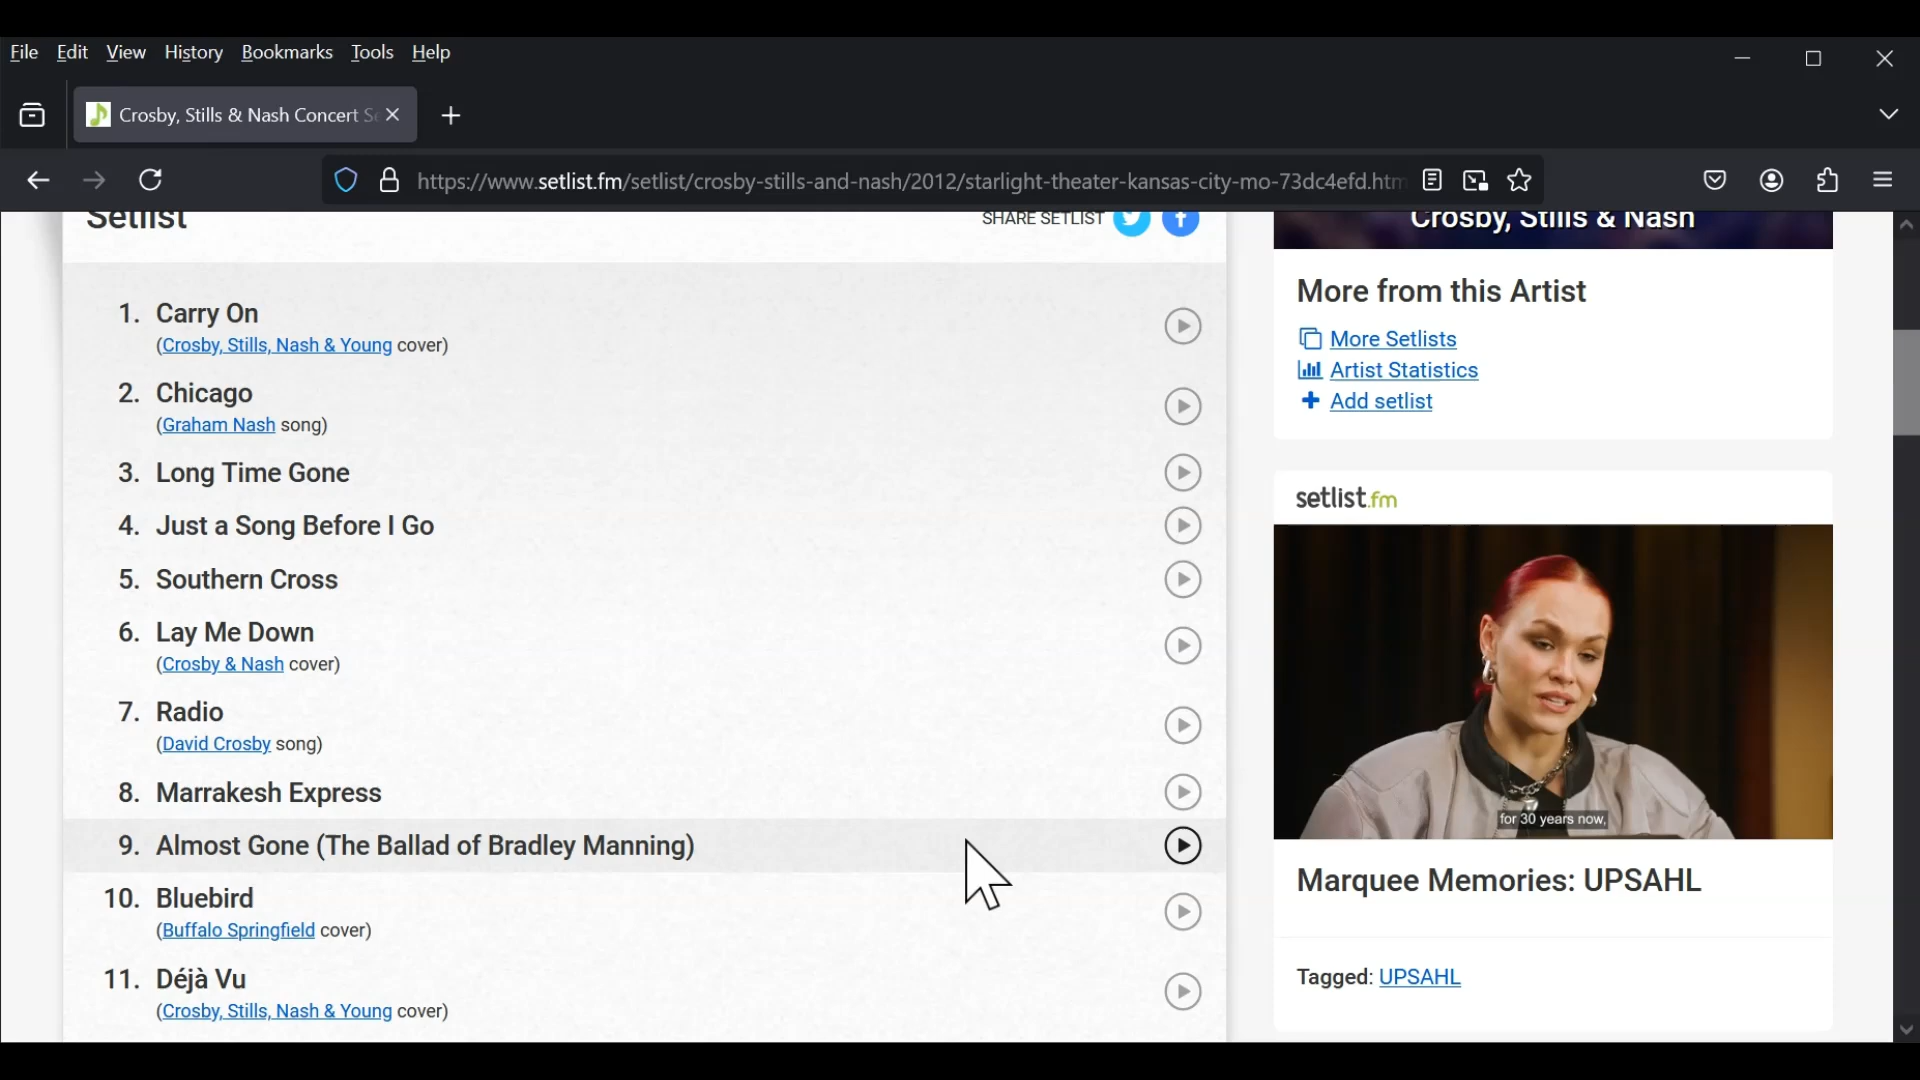 File Edit View History Bookmarks Tools Help
Crosby, Stills & Nash Concert Se
https://www.setlist.fm/setlist/crosby-stills-and-nash/2012/starlight-theater-kansas-city-mo-73dc4efd.htm
Setlist
SHARE SETLIST
1. Carry On
(Crosby, Stills, Nash & Young cover)
2. Chicago
(Graham Nash song)
3. Long Time Gone
4. Just a Song Before I Go
5. Southern Cross
6. Lay Me Down
(Crosby & Nash cover)
7. Radio
(David Crosby song)
8. Marrakesh Express
9. Almost Gone (The Ballad of Bradley Manning)
10. Bluebird
(Buffalo Springfield cover)
11. Déjà Vu
(Crosby, Stills, Nash & Young cover)
Crosby, Stills & Nash
More from this Artist
More Setlists
Artist Statistics
Add setlist
setlist.fm
for 30 years now,
Marquee Memories: UPSAHL
Tagged: UPSAHL